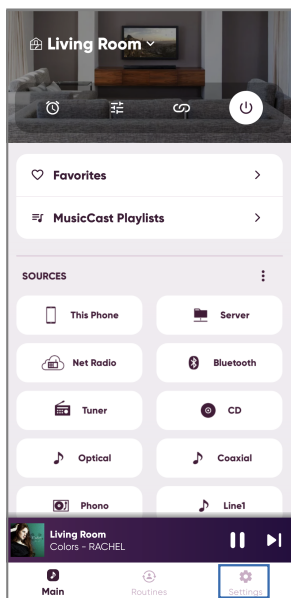 Living Room
Favorites
MusicCast Playlists
SOURCES
This Phone
Server
Net Radio
Bluetooth
Tuner
CD
Optical
Coaxial
Phono
Line1
Living Room
Colors - RACHEL
Main
Routines
Settings